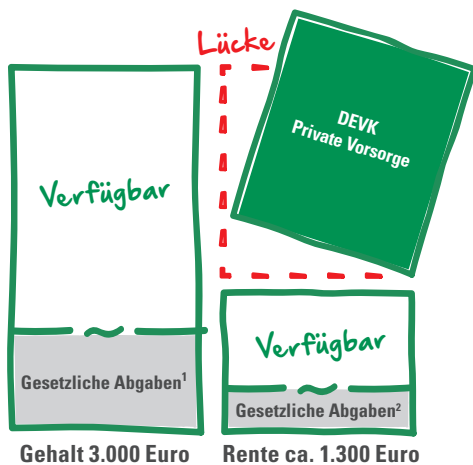 Lücke
DEVK
Private Vorsorge
Verfügbar
Verfügbar
Gesetzliche Abgaben¹
Gesetzliche Abgaben²
Gehalt 3.000 Euro
Rente ca. 1.300 Euro